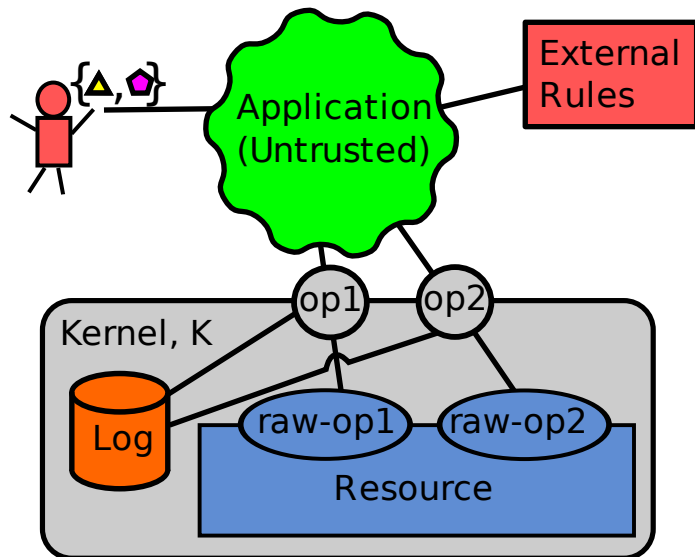 { , }
Application
(Untrusted)
External
Rules
op1
op2
Kernel, K
Log
raw-op1
raw-op2
Resource